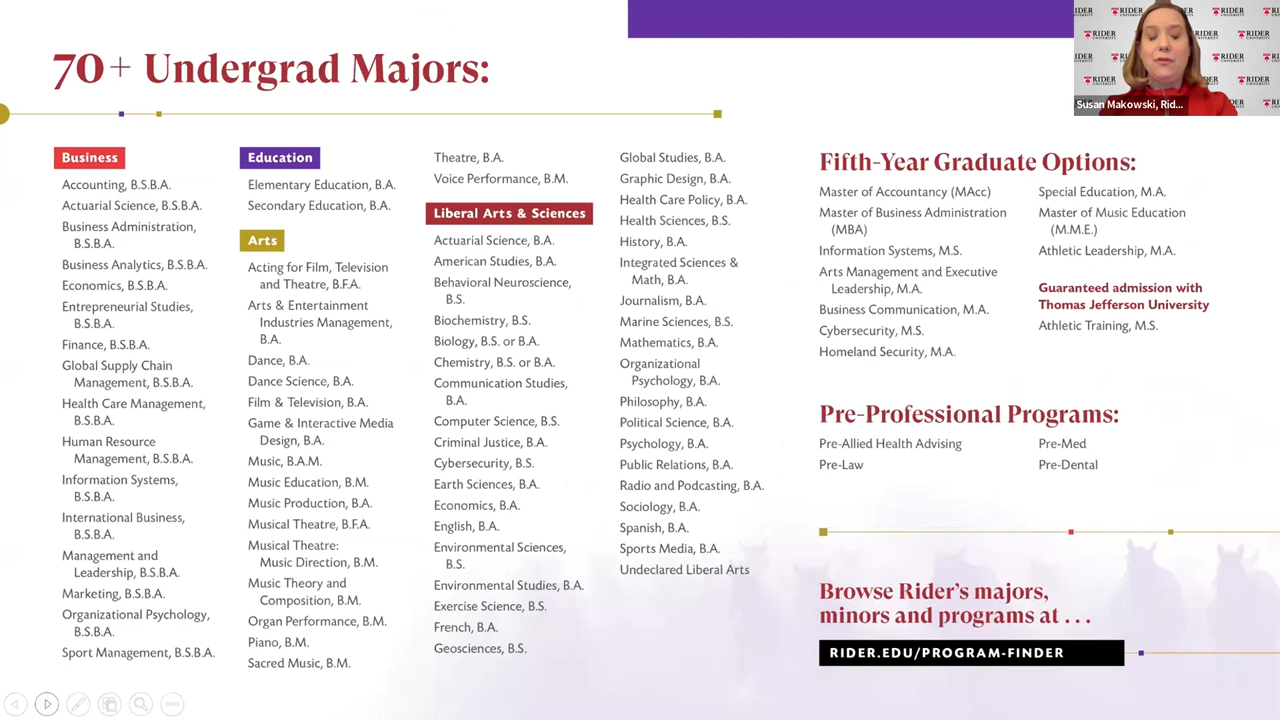 70+ Undergrad Majors:
Business
Accounting, B.S.B.A.
Actuarial Science, B.S.B.A.
Business Administration,
B.S.B.A.
Business Analytics, B.S.B.A.
Economics, B.S.B.A.
Entrepreneurial Studies,
B.S.B.A.
Finance, B.S.B.A.
Global Supply Chain
Management, B.S.B.A.
Health Care Management,
B.S.B.A.
Human Resource
Management, B.S.B.A.
Information Systems,
B.S.B.A.
International Business,
B.S.B.A.
Management and
Leadership, B.S.B.A.
Marketing, B.S.B.A.
Organizational Psychology,
B.S.B.A.
Sport Management, B.S.B.A.
Education
Elementary Education, B.A.
Secondary Education, B.A.
Arts
Acting for Film, Television
and Theatre, B.F.A.
Arts & Entertainment
Industries Management,
B.A.
Dance, B.A.
Dance Science, B.A.
Film & Television, B.A.
Game & Interactive Media
Design, B.A.
Music, B.A.M.
Music Education, B.M.
Music Production, B.A.
Musical Theatre, B.F.A.
Musical Theatre:
Music Direction, B.M.
Music Theory and
Composition, B.M.
Organ Performance, B.M.
Piano, B.M.
Sacred Music, B.M.
Theatre, B.A.
Voice Performance, B.M.
Liberal Arts & Sciences
Actuarial Science, B.A.
American Studies, B.A.
Behavioral Neuroscience,
B.S.
Biochemistry, B.S.
Biology, B.S. or B.A.
Chemistry, B.S. or B.A.
Communication Studies,
B.A.
Computer Science, B.S.
Criminal Justice, B.A.
Cybersecurity, B.S.
Earth Sciences, B.A.
Economics, B.A.
English, B.A.
Environmental Sciences,
B.S.
Environmental Studies, B.A.
Exercise Science, B.S.
French, B.A.
Geosciences, B.S.
Global Studies, B.A.
Graphic Design, B.A.
Health Care Policy, B.A.
Health Sciences, B.S.
History, B.A.
Integrated Sciences &
Math, B.A.
Journalism, B.A.
Marine Sciences, B.S.
Mathematics, B.A.
Organizational
Psychology, B.A.
Philosophy, B.A.
Political Science, B.A.
Psychology, B.A.
Public Relations, B.A.
Radio and Podcasting, B.A.
Sociology, B.A.
Spanish, B.A.
Sports Media, B.A.
Undeclared Liberal Arts
Fifth-Year Graduate Options:
Master of Accountancy (MAcc)
Master of Business Administration
(MBA)
Information Systems, M.S.
Arts Management and Executive
Leadership, M.A.
Business Communication, M.A.
Cybersecurity, M.S.
Homeland Security, M.A.
Special Education, M.A.
Master of Music Education
(M.M.E.)
Athletic Leadership, M.A.
Guaranteed admission with
Thomas Jefferson University
Athletic Training, M.S.
Pre-Professional Programs:
Pre-Allied Health Advising
Pre-Law
Pre-Med
Pre-Dental
Browse Rider's majors,
minors and programs at . . .
RIDER.EDU/PROGRAM-FINDER
RIDER
UNIVERSITY
Susan Makowski, Rid...